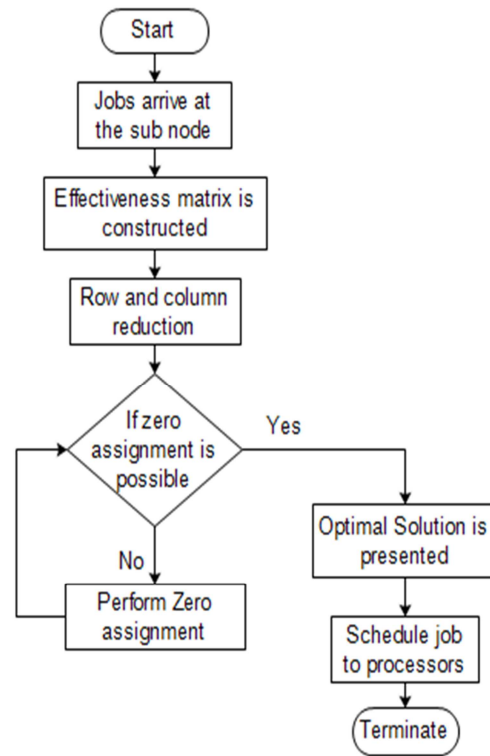 Start
Jobs arrive at
the sub node
Effectiveness matrix is
constructed
Row and column
reduction
If zero
assignment is
possible
Yes
No
Perform Zero
assignment
Optimal Solution is
presented
Schedule job
to processors
Terminate